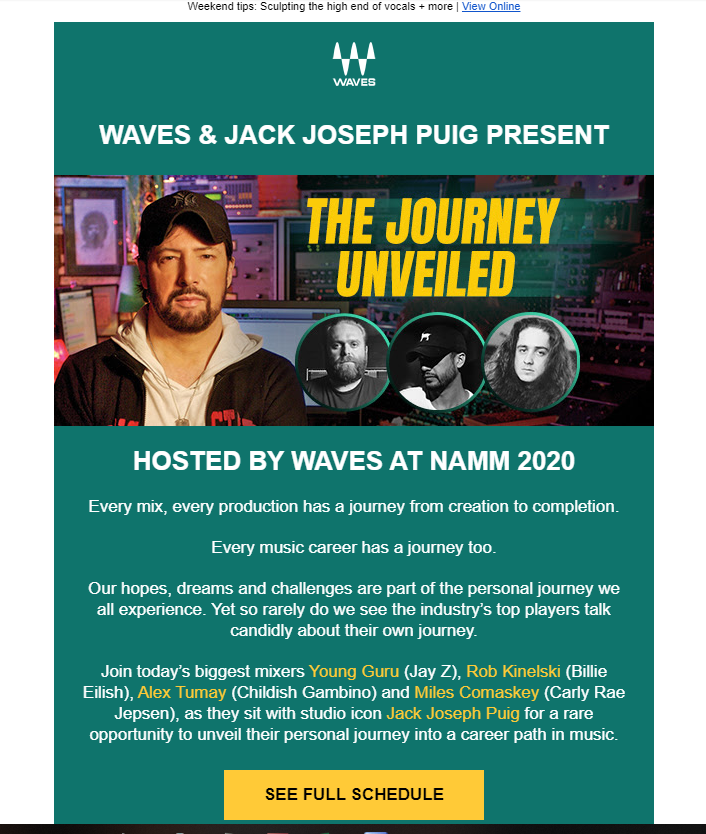 Weekend tips: Sculpting the high end of vocals + more | View Online
WAVES
WAVES & JACK JOSEPH PUIG PRESENT
THE JOURNEY
UNVEILED
HOSTED BY WAVES AT NAMM 2020
Every mix, every production has a journey from creation to completion.
Every music career has a journey too.
Our hopes, dreams and challenges are part of the personal journey we
all experience. Yet so rarely do we see the industry’s top players talk
candidly about their own journey.
Join today’s biggest mixers Young Guru (Jay Z), Rob Kinelski (Billie
Eilish), Alex Tumay (Childish Gambino) and Miles Comaskey (Carly Rae
Jepsen), as they sit with studio icon Jack Joseph Puig for a rare
opportunity to unveil their personal journey into a career path in music.
SEE FULL SCHEDULE